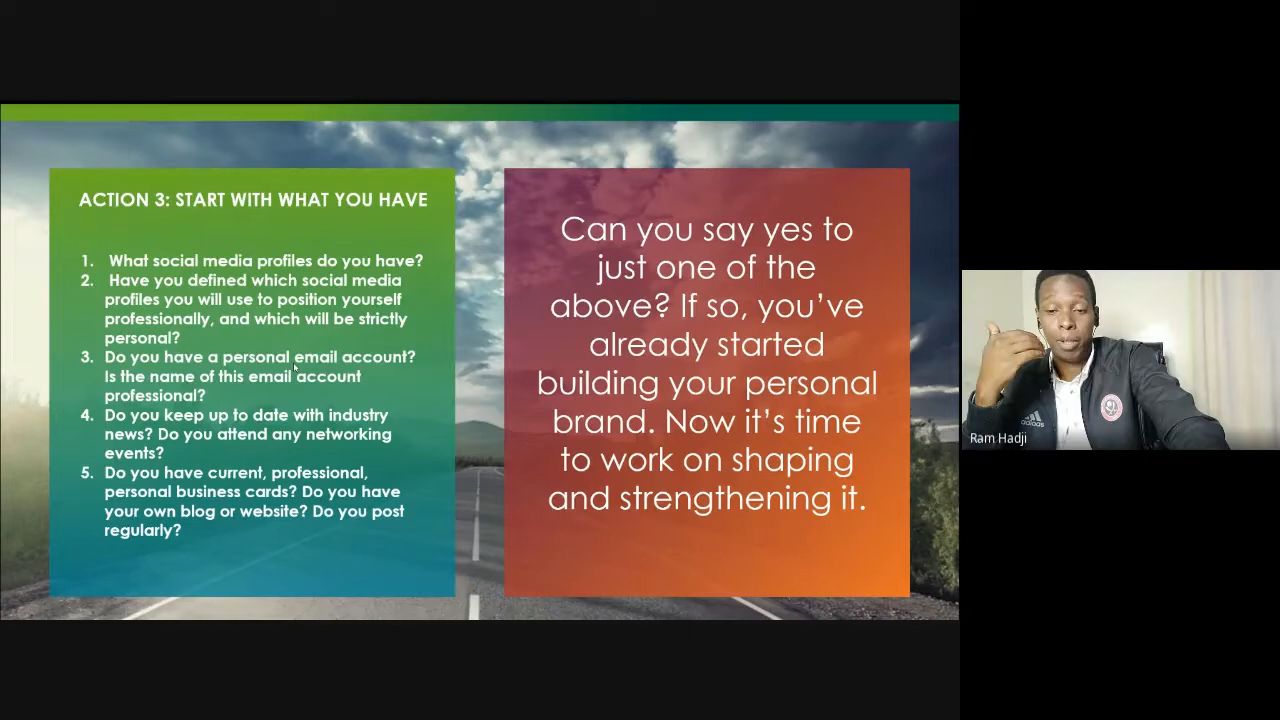 ACTION 3: START WITH WHAT YOU HAVE
1. What social media profiles do you have?
2. Have you defined which social media
profiles you will use to position yourself
professionally, and which will be strictly
personal?
3. Do you have a personal email account?
Is the name of this email account
professional?
4. Do you keep up to date with industry
news? Do you attend any networking
events?
5. Do you have current, professional,
personal business cards? Do you have
your own blog or website? Do you post
regularly?
Can you say yes to
just one of the
above? If so, you’ve
already started
building your personal
brand. Now it’s time
to work on shaping
and strengthening it.
adidas
Ram Hadji